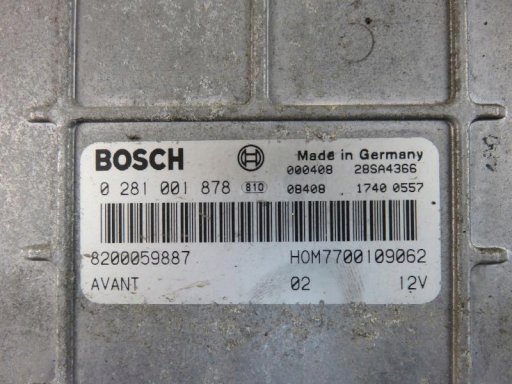 BOSCH Made in Germany
000408 28SA4366
0 281 001 878 810 08408 1740 0557
8200059887 HOM7700109062
AVANT 02 12V